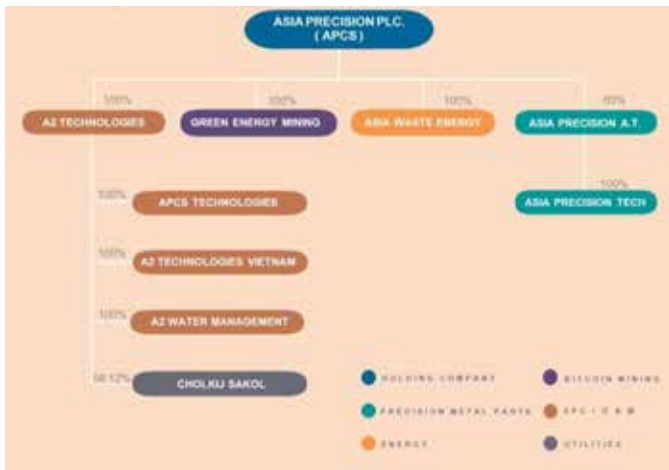 ASIA PRECISION PLC.
( APCS )
100%
100%
100%
A2 TECHNOLOGIES
GREEN ENERGY MINING
ASIA WASTE ENERGY
ASIA PRECISION A.T.
100%
APCS TECHNOLOGIES
100%
ASIA PRECISION TECH
100%
A2 TECHNOLOGIES VIETNAM
100%
A2 WATER MANAGEMENT
CHOLKIJ SAKOL
HOLDING COMPANY
BITCOIN MINING
PRECISION METAL PARTS
EPC / O & M
ENERGY
UTILITIES